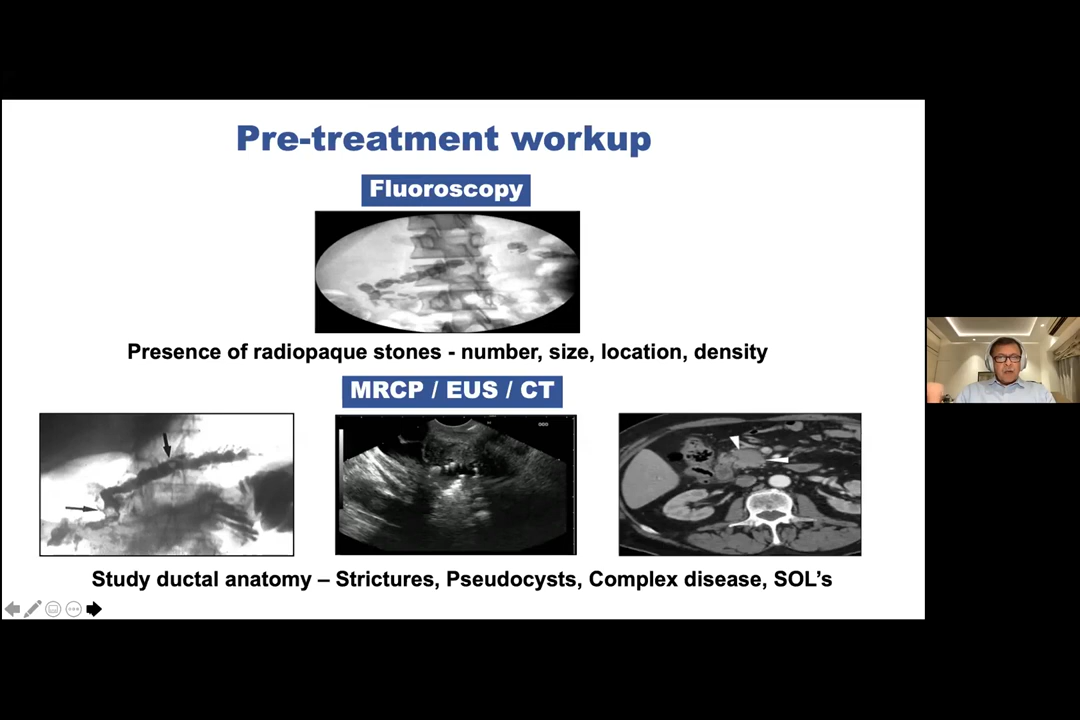 Pre-treatment workup
Fluoroscopy
Presence of radiopaque stones - number, size, location, density
MRCP / EUS / CT
Study ductal anatomy – Strictures, Pseudocysts, Complex disease, SOL’s